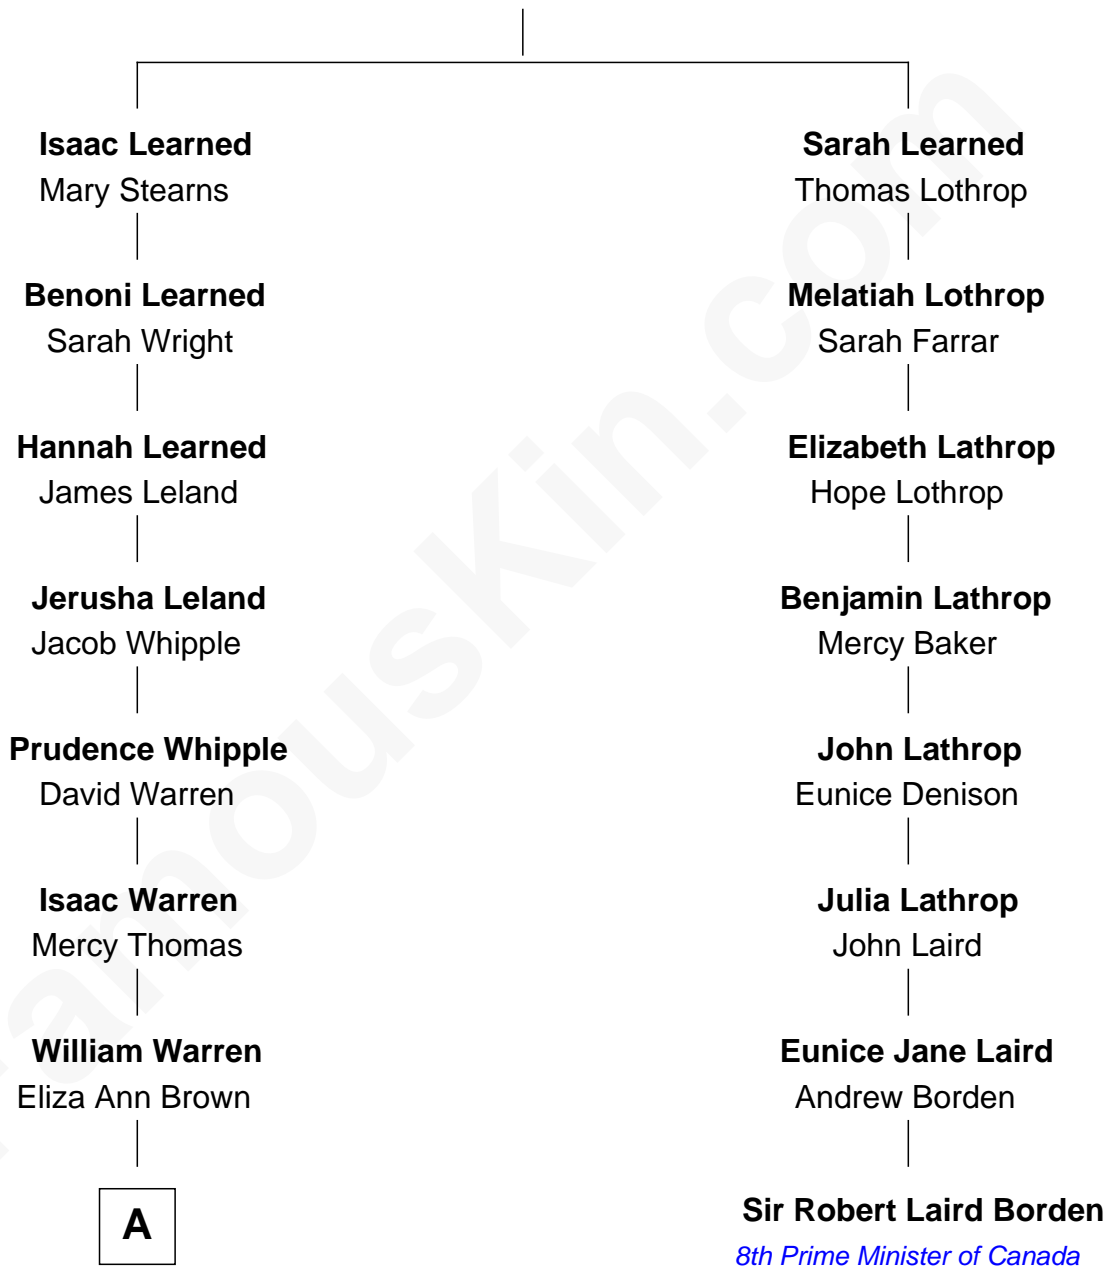 Isaac Learned
Mary Stearns
Benoni Learned
Sarah Wright
Hannah Learned
James Leland
Jerusha Leland
Jacob Whipple
Prudence Whipple
David Warren
Isaac Warren
Mercy Thomas
William Warren
Eliza Ann Brown
A
Sarah Learned
Thomas Lothrop
Melatiah Lothrop
Sarah Farrar
Elizabeth Lathrop
Hope Lothrop
Benjamin Lathrop
Mercy Baker
John Lathrop
Eunice Denison
Julia Lathrop
John Laird
Eunice Jane Laird
Andrew Borden
Sir Robert Laird Borden
8th Prime Minister of Canada
FamousKin.com